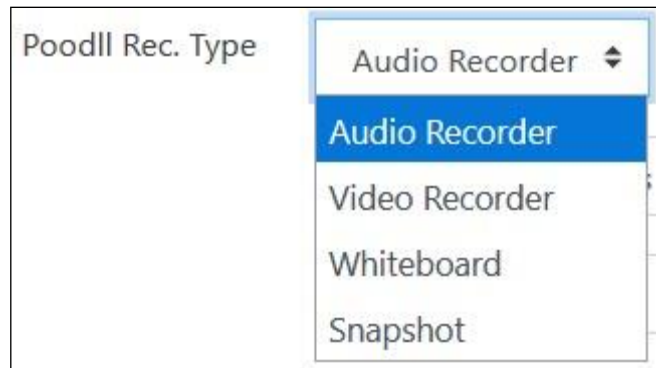 Poodll Rec. Type
Audio Recorder
Audio Recorder
Video Recorder
Whiteboard
Snapshot